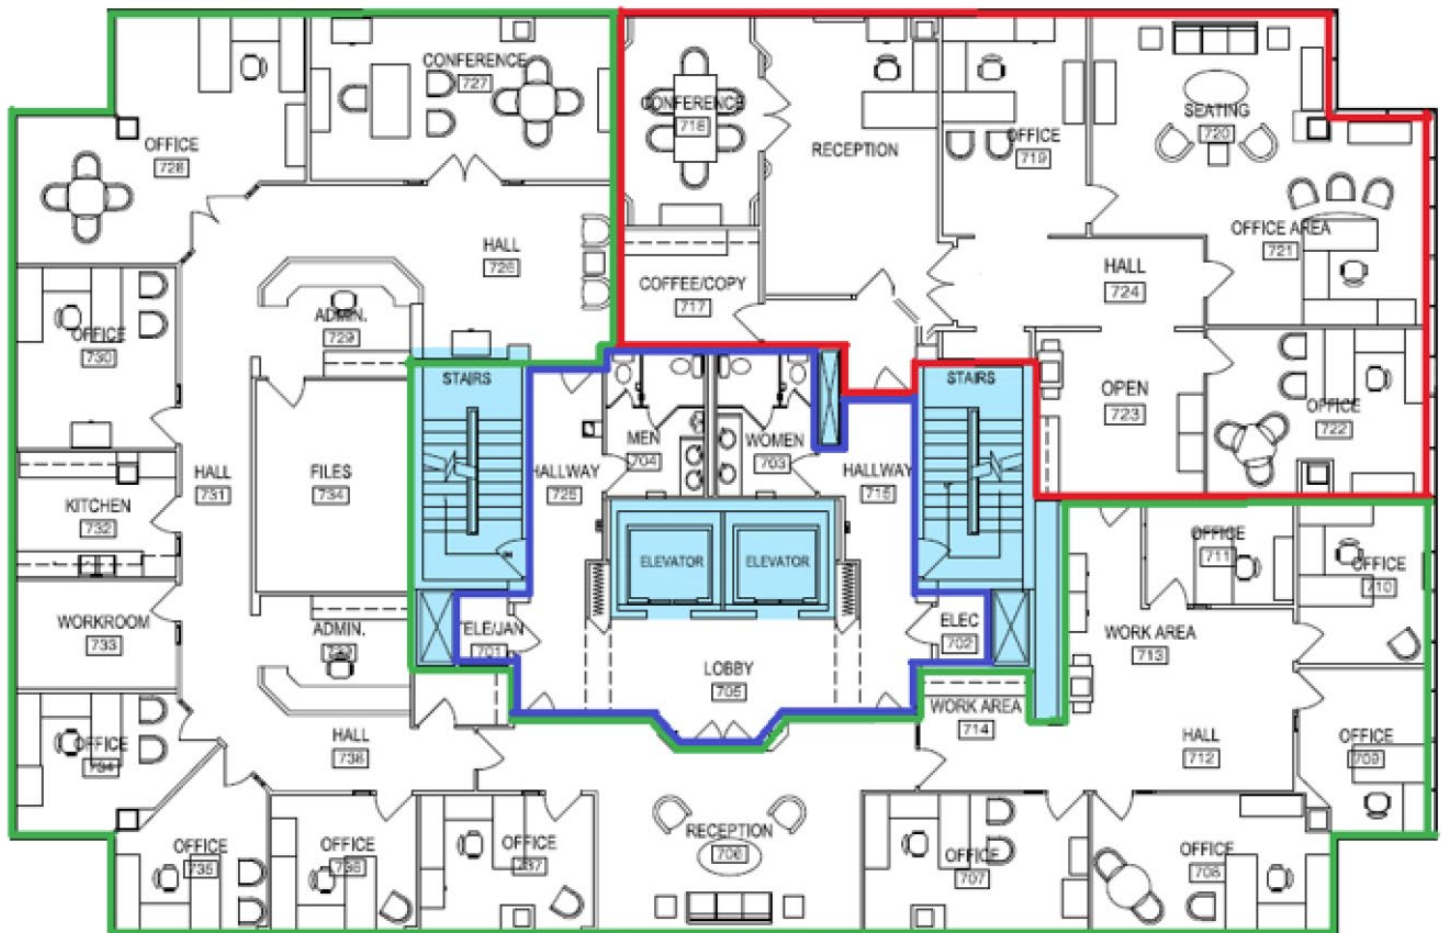 CONFERENCE
727
OFFICE
728
CONFERENCE
718
RECEPTION
OFFICE
719
SEATING
720
OFFICE AREA
721
HALL
726
COFFEE/COPY
717
HALL
724
ADMIN.
729
OFFICE
730
STAIRS
STAIRS
OPEN
723
OFFICE
722
MEN
704
WOMEN
703
HALLWAY
725
HALLWAY
HALL
731
FILES
734
KITCHEN
732
ELEVATOR
ELEVATOR
OFFICE
711
OFFICE
710
WORKROOM
733
ADMIN.
TELE/JAN
701
ELEC
702
WORK AREA
713
LOBBY
705
WORK AREA
714
OFFICE
HALL
HALL
712
OFFICE
709
OFFICE
735
OFFICE
OFFICE
RECEPTION
706
OFFICE
707
OFFICE
708